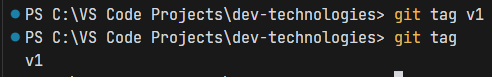 PS C:\VS Code Projects\dev-technologies> git tag v1
PS C:\VS Code Projects\dev-technologies> git tag
v1